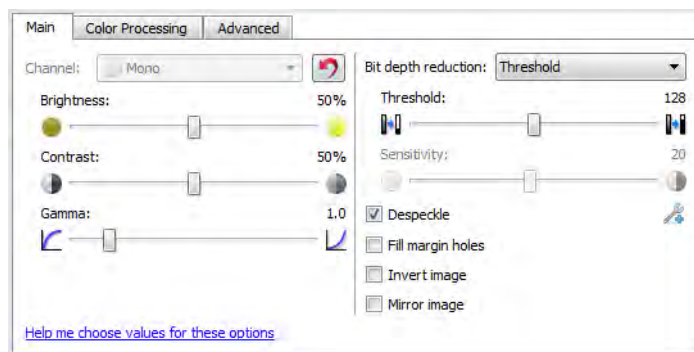 Main Color Processing Advanced
Channel: Mono
Brightness: 50%
Contrast: 50%
Gamma: 1.0
Help me choose values for these options
Bit depth reduction: Threshold
Threshold: 128
Sensitivity: 20
Despeckle
Fill margin holes
Invert image
Mirror image